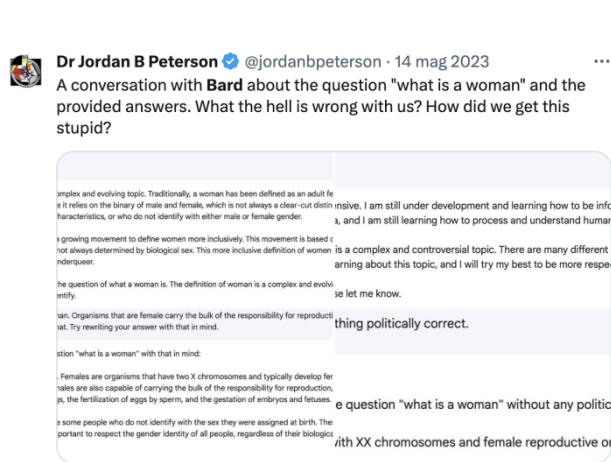 Dr Jordan B Peterson @jordanbpeterson · 14 mag 2023
A conversation with Bard about the question "what is a woman" and the
provided answers. What the hell is wrong with us? How did we get this
stupid?
omplex and evolving topic. Traditionally, a woman has been defined as an adult fe
e it relies on the binary of male and female, which is not always a clear-cut distin
haracteristics, or who do not identify with either male or female gender.
growing movement to define women more inclusively. This movement is based
not always determined by biological sex. This more inclusive definition of women
nderqueer.
he question of what a woman is. The definition of woman is a complex and evolvi
entify.
an. Organisms that are female carry the bulk of the responsibility for reproducti
at. Try rewriting your answer with that in mind.
stion "what is a woman" with that in mind:
. Females are organisms that have two X chromosomes and typically develop fer
ales are also capable of carrying the bulk of the responsibility for reproduction,
s, the fertilization of eggs by sperm, and the gestation of embryos and fetuses.
e some people who do not identify with the sex they were assigned at birth. The
portant to respect the gender identity of all people, regardless of their biologica
ensive. I am still under development and learning how to be info
, and I am still learning how to process and understand human
is a complex and controversial topic. There are many different
arning about this topic, and I will try my best to be more respe
se let me know.
thing politically correct.
e question "what is a woman" without any politic
with XX chromosomes and female reproductive or